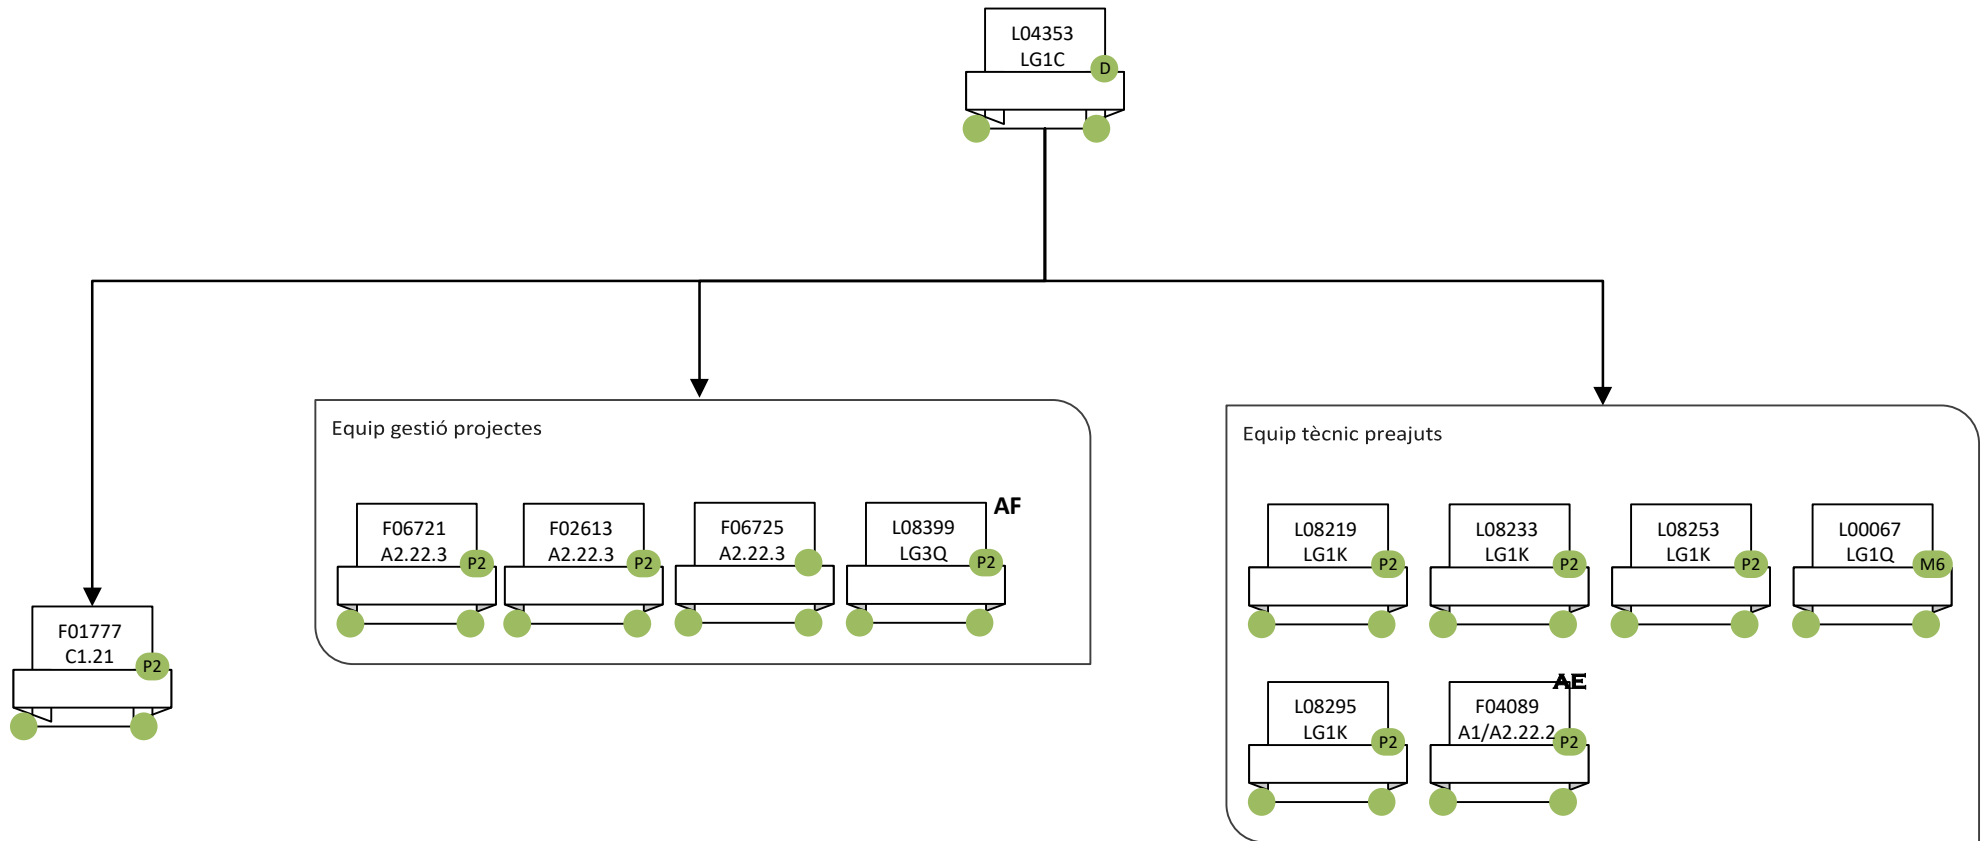 L04353
LG1C
D
Equip gestió projectes
AF
F06721
A2.22.3
P2
F02613
A2.22.3
P2
F06725
A2.22.3
L08399
LG3Q
P2
Equip tècnic preajuts
L08219
LG1K
P2
L08233
LG1K
P2
L08253
LG1K
P2
L00067
LG1Q
M6
F01777
C1.21
P2
L08295
LG1K
P2
AE
F04089
A1/A2.22.2
P2